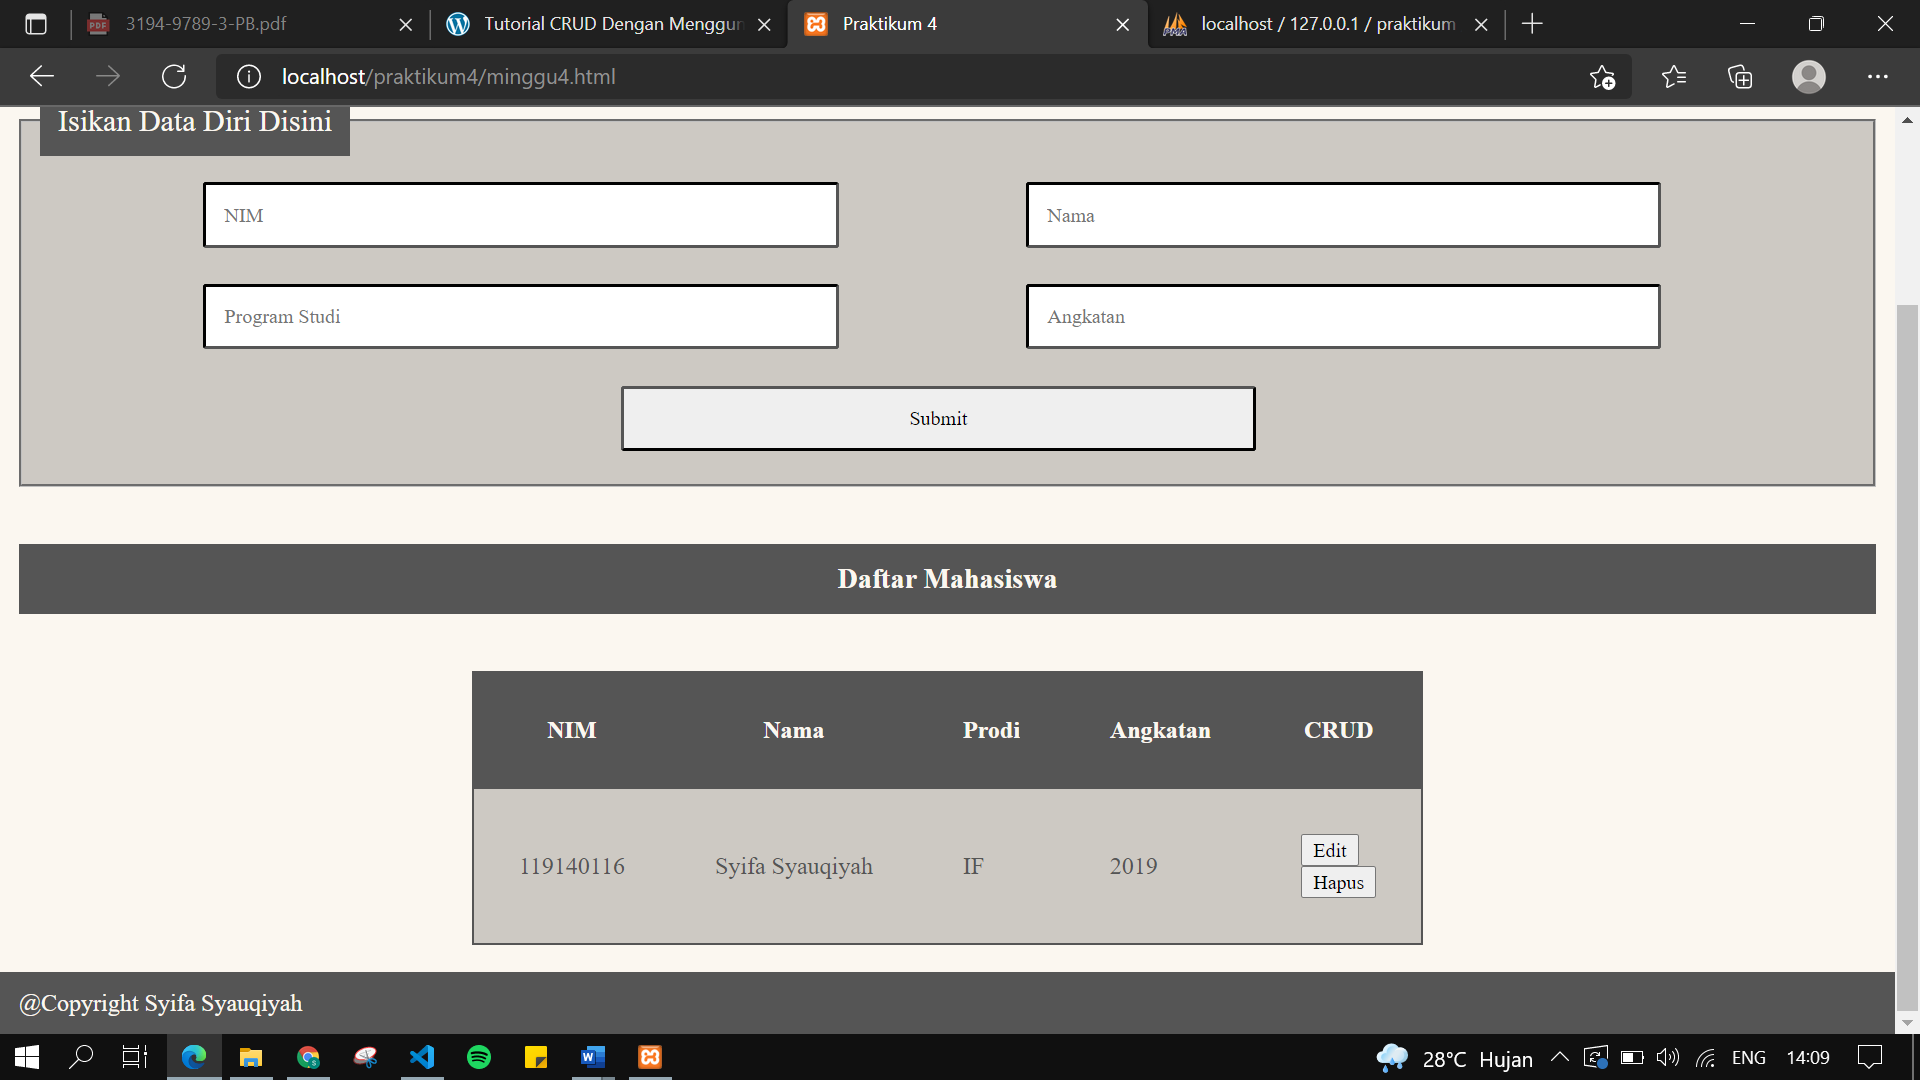 3194-9789-3-PB.pdf
Tutorial CRUD Dengan Menggun
Praktikum 4
localhost / 127.0.0.1 / praktikum
localhost/praktikum4/minggu4.html
Isikan Data Diri Disini
NIM
Nama
Program Studi
Angkatan
Submit
Daftar Mahasiswa
NIM Nama Prodi Angkatan CRUD
119140116 Syifa Syauqiyah IF 2019 Edit
Hapus
@Copyright Syifa Syauqiyah
28°C Hujan ENG 14:09